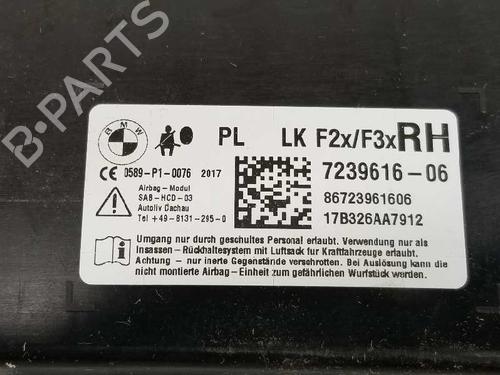 BMW
PL LK F2x/F3x RH
CE 0589-P1-0076 2017
7239616-06
Airbag-Modul
SAB-HCD-03
Autoliv Dachau
Tel +49-8131-295-0
86723961606
17B326AA7912
Umgang nur durch geschultes Personal erlaubt. Verwendung nur als
Insassen - Rückhaltesystem mit Luftsack für Kraftfahrzeuge erlaubt.
Achtung - nur inerte Gegenstände verschießen. Bei Auslösung kann die
nicht montierte Airbag-Einheit zum gefährlichen Wurfstück werden.
B-PARTS